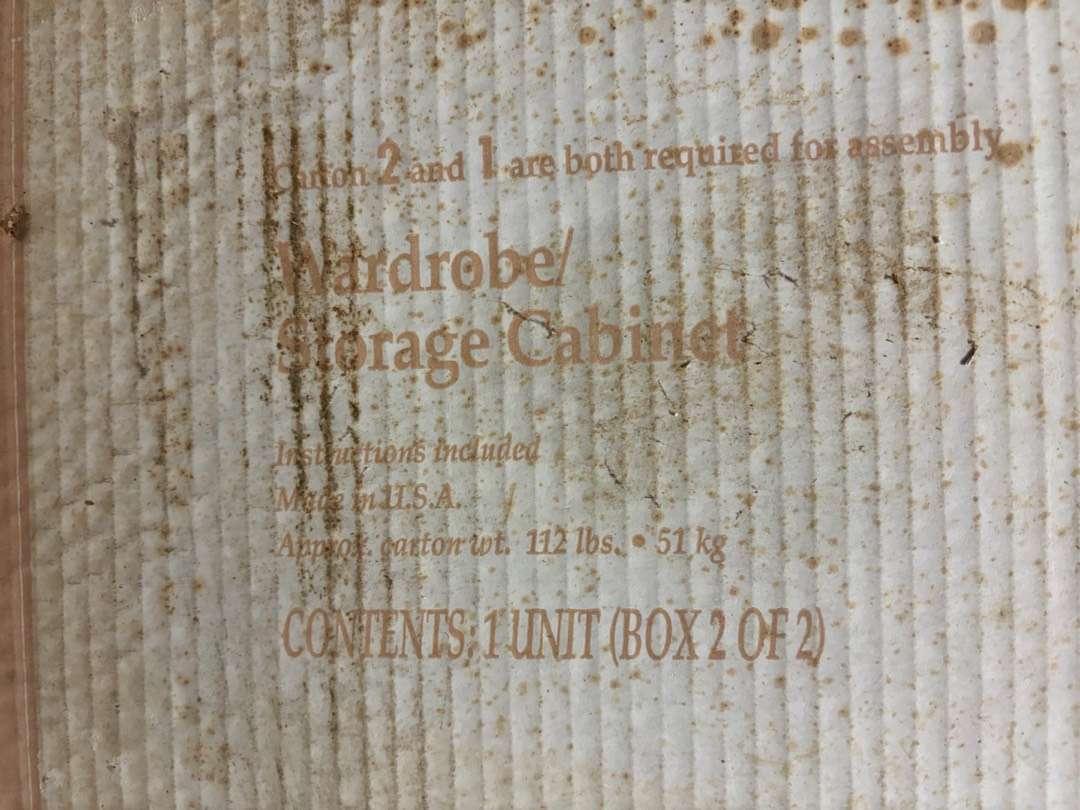 Carton 2 and 1 are both required for assembly
Wardrobe/
Storage Cabinet
Instructions included
Made in U.S.A.
Approx. carton wt. 112 lbs. • 51 kg
CONTENTS: 1 UNIT (BOX 2 OF 2)